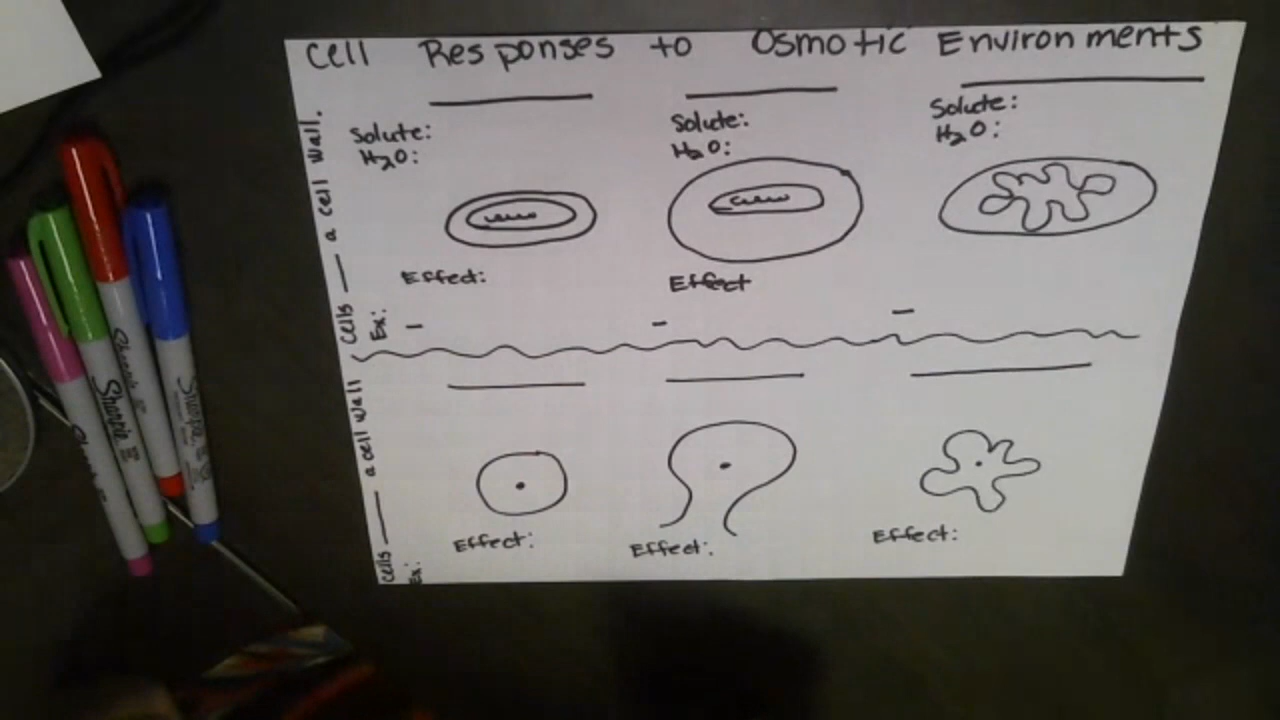 Cell Responses to Osmotic Environments
Solute:
H₂O:
Solute:
H₂O:
Solute:
H₂O:
Cells — a cell wall.
Ex:
Effect:
Effect
Cells — a cell wall
Ex:
Effect:
Effect:
Effect:
Sharpie
Sharpie
Sharpie